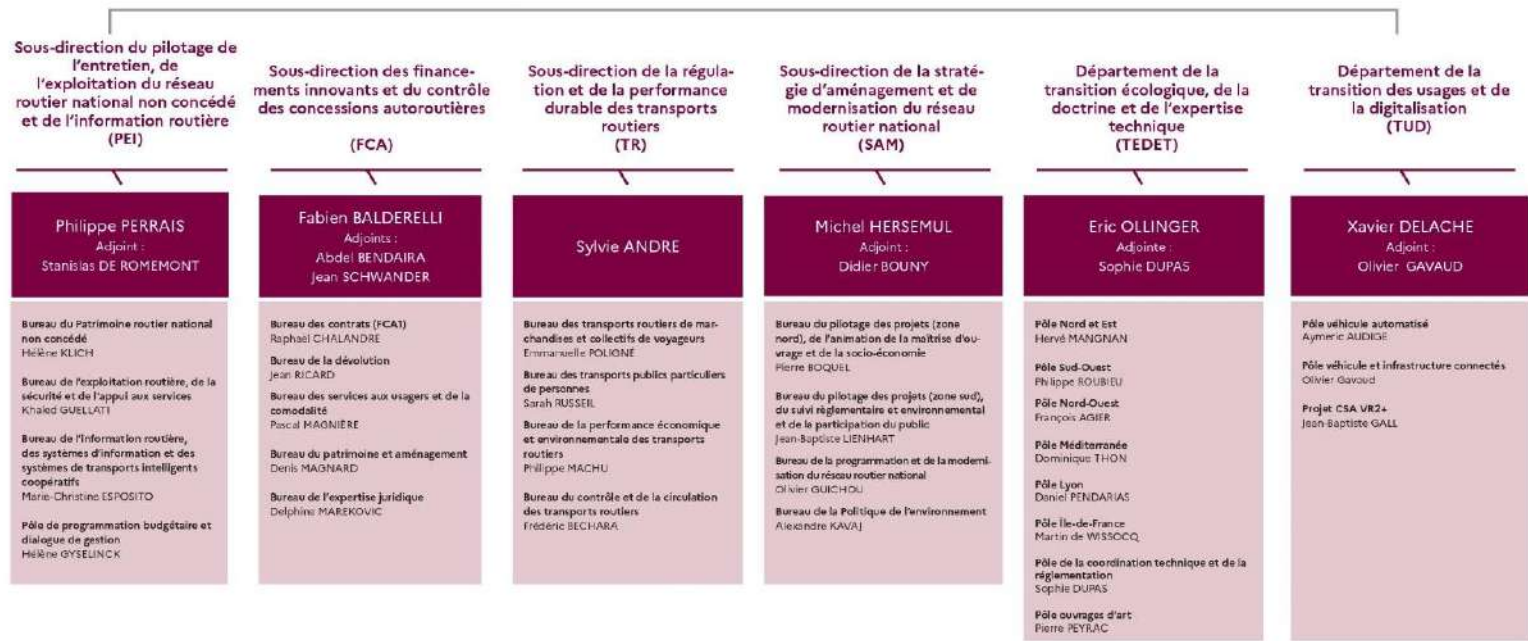 Sous-direction du pilotage de
l'entretien, de
l'exploitation du réseau
routier national non concédé
et de l'information routière
(PEI)
Philippe PERRAIS
Adjoint :
Stanislas DE ROMEMONT
Bureau du Patrimoine routier national
non concédé
Hélène KLICH
Bureau de l'exploitation routière, de la
sécurité et de l'appui aux services
Khaled GUELLATI
Bureau de l'information routière,
des systèmes d'information et des
systèmes de transports intelligents
coopératifs
Marie-Christine ESPOSITO
Pôle de programmation budgétaire et
dialogue de gestion
Hélène GYSELINCK
Sous-direction des finance-
ments innovants et du contrôle
des concessions autoroutières
(FCA)
Fabien BALDERELLI
Adjoints :
Abdel BENDAIRA
Jean SCHWANDER
Bureau des contrats (FCA1)
Raphaël CHALANDRE
Bureau de la dévolution
Jean RICARD
Bureau des services aux usagers et de la
comodalité
Pascal MAGNIÈRE
Bureau du patrimoine et aménagement
Denis MAGNARD
Bureau de l'expertise juridique
Delphine MAREKOVIC
Sous-direction de la régula-
tion et de la performance
durable des transports
routiers
(TR)
Sylvie ANDRE
Bureau des transports routiers de mar-
chandises et collectifs de voyageurs
Emmanuelle POLIGNE
Bureau des transports publics particuliers
de personnes
Sarah RUSSEIL
Bureau de la performance économique
et environnementale des transports
routiers
Philippe MACHU
Bureau du contrôle et de la circulation
des transports routiers
Frédéric BECHARA
Sous-direction de la straté-
gie d'aménagement et de
modernisation du réseau
routier national
(SAM)
Michel HERSEMUL
Adjoint :
Didier BOUNY
Bureau du pilotage des projets (zone
nord), de l'animation de la maîtrise d'ou-
vrage et de la socio-économie
Pierre BOQUEL
Bureau du pilotage des projets (zone sud),
du suivi règlementaire et environnemental
et de la participation du public
Jean-Baptiste LIENHART
Bureau de la programmation et de la modern-
isation du réseau routier national
Olivier GUICHOU
Bureau de la Politique de l'environnement
Alexandre KAVAJ
Département de la
transition écologique, de la
doctrine et de l'expertise
technique
(TEDET)
Eric OLLINGER
Adjointe :
Sophie DUPAS
Pôle Nord et Est
Hervé MANGNAN
Pôle Sud-Ouest
Philippe ROUBIEU
Pôle Nord-Ouest
François AGIER
Pôle Méditerranée
Dominique THON
Pôle Lyon
Daniel PENDARIAS
Pôle Île-de-France
Martin de WISSOCQ
Pôle de la coordination technique et de la
réglementation
Sophie DUPAS
Pôle ouvrages d'art
Pierre PEYRAC
Département de la
transition des usages et de
la digitalisation
(TUD)
Xavier DELACHE
Adjoint :
Olivier GAVAUD
Pôle véhicule automatisé
Aymeric AUDIGE
Pôle véhicule et infrastructure connectés
Olivier Gavaud
Projet CSA VR2+
Jean-Baptiste GALL